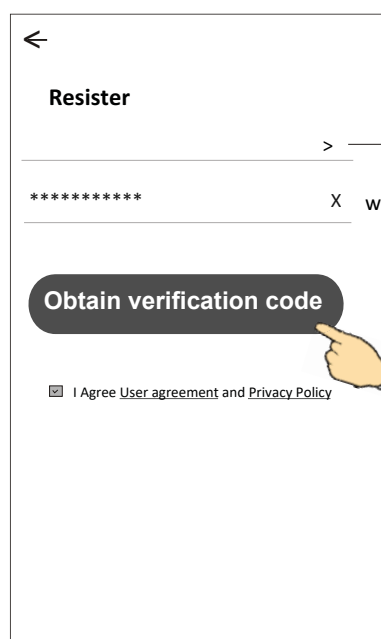 Resister
>
*********** X w
Obtain verification code
I Agree User agreement and Privacy Policy